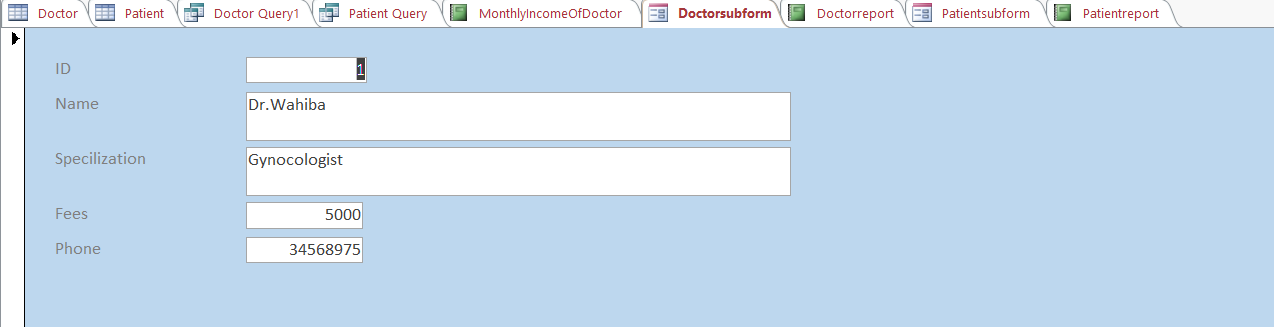 Doctor Patient Doctor Query1 Patient Query MonthlyIncomeOfDoctor Doctorsubform Doctorreport Patientsubform Patientreport
ID 1
Name Dr.Wahiba
Specilization Gynocologist
Fees 5000
Phone 34568975